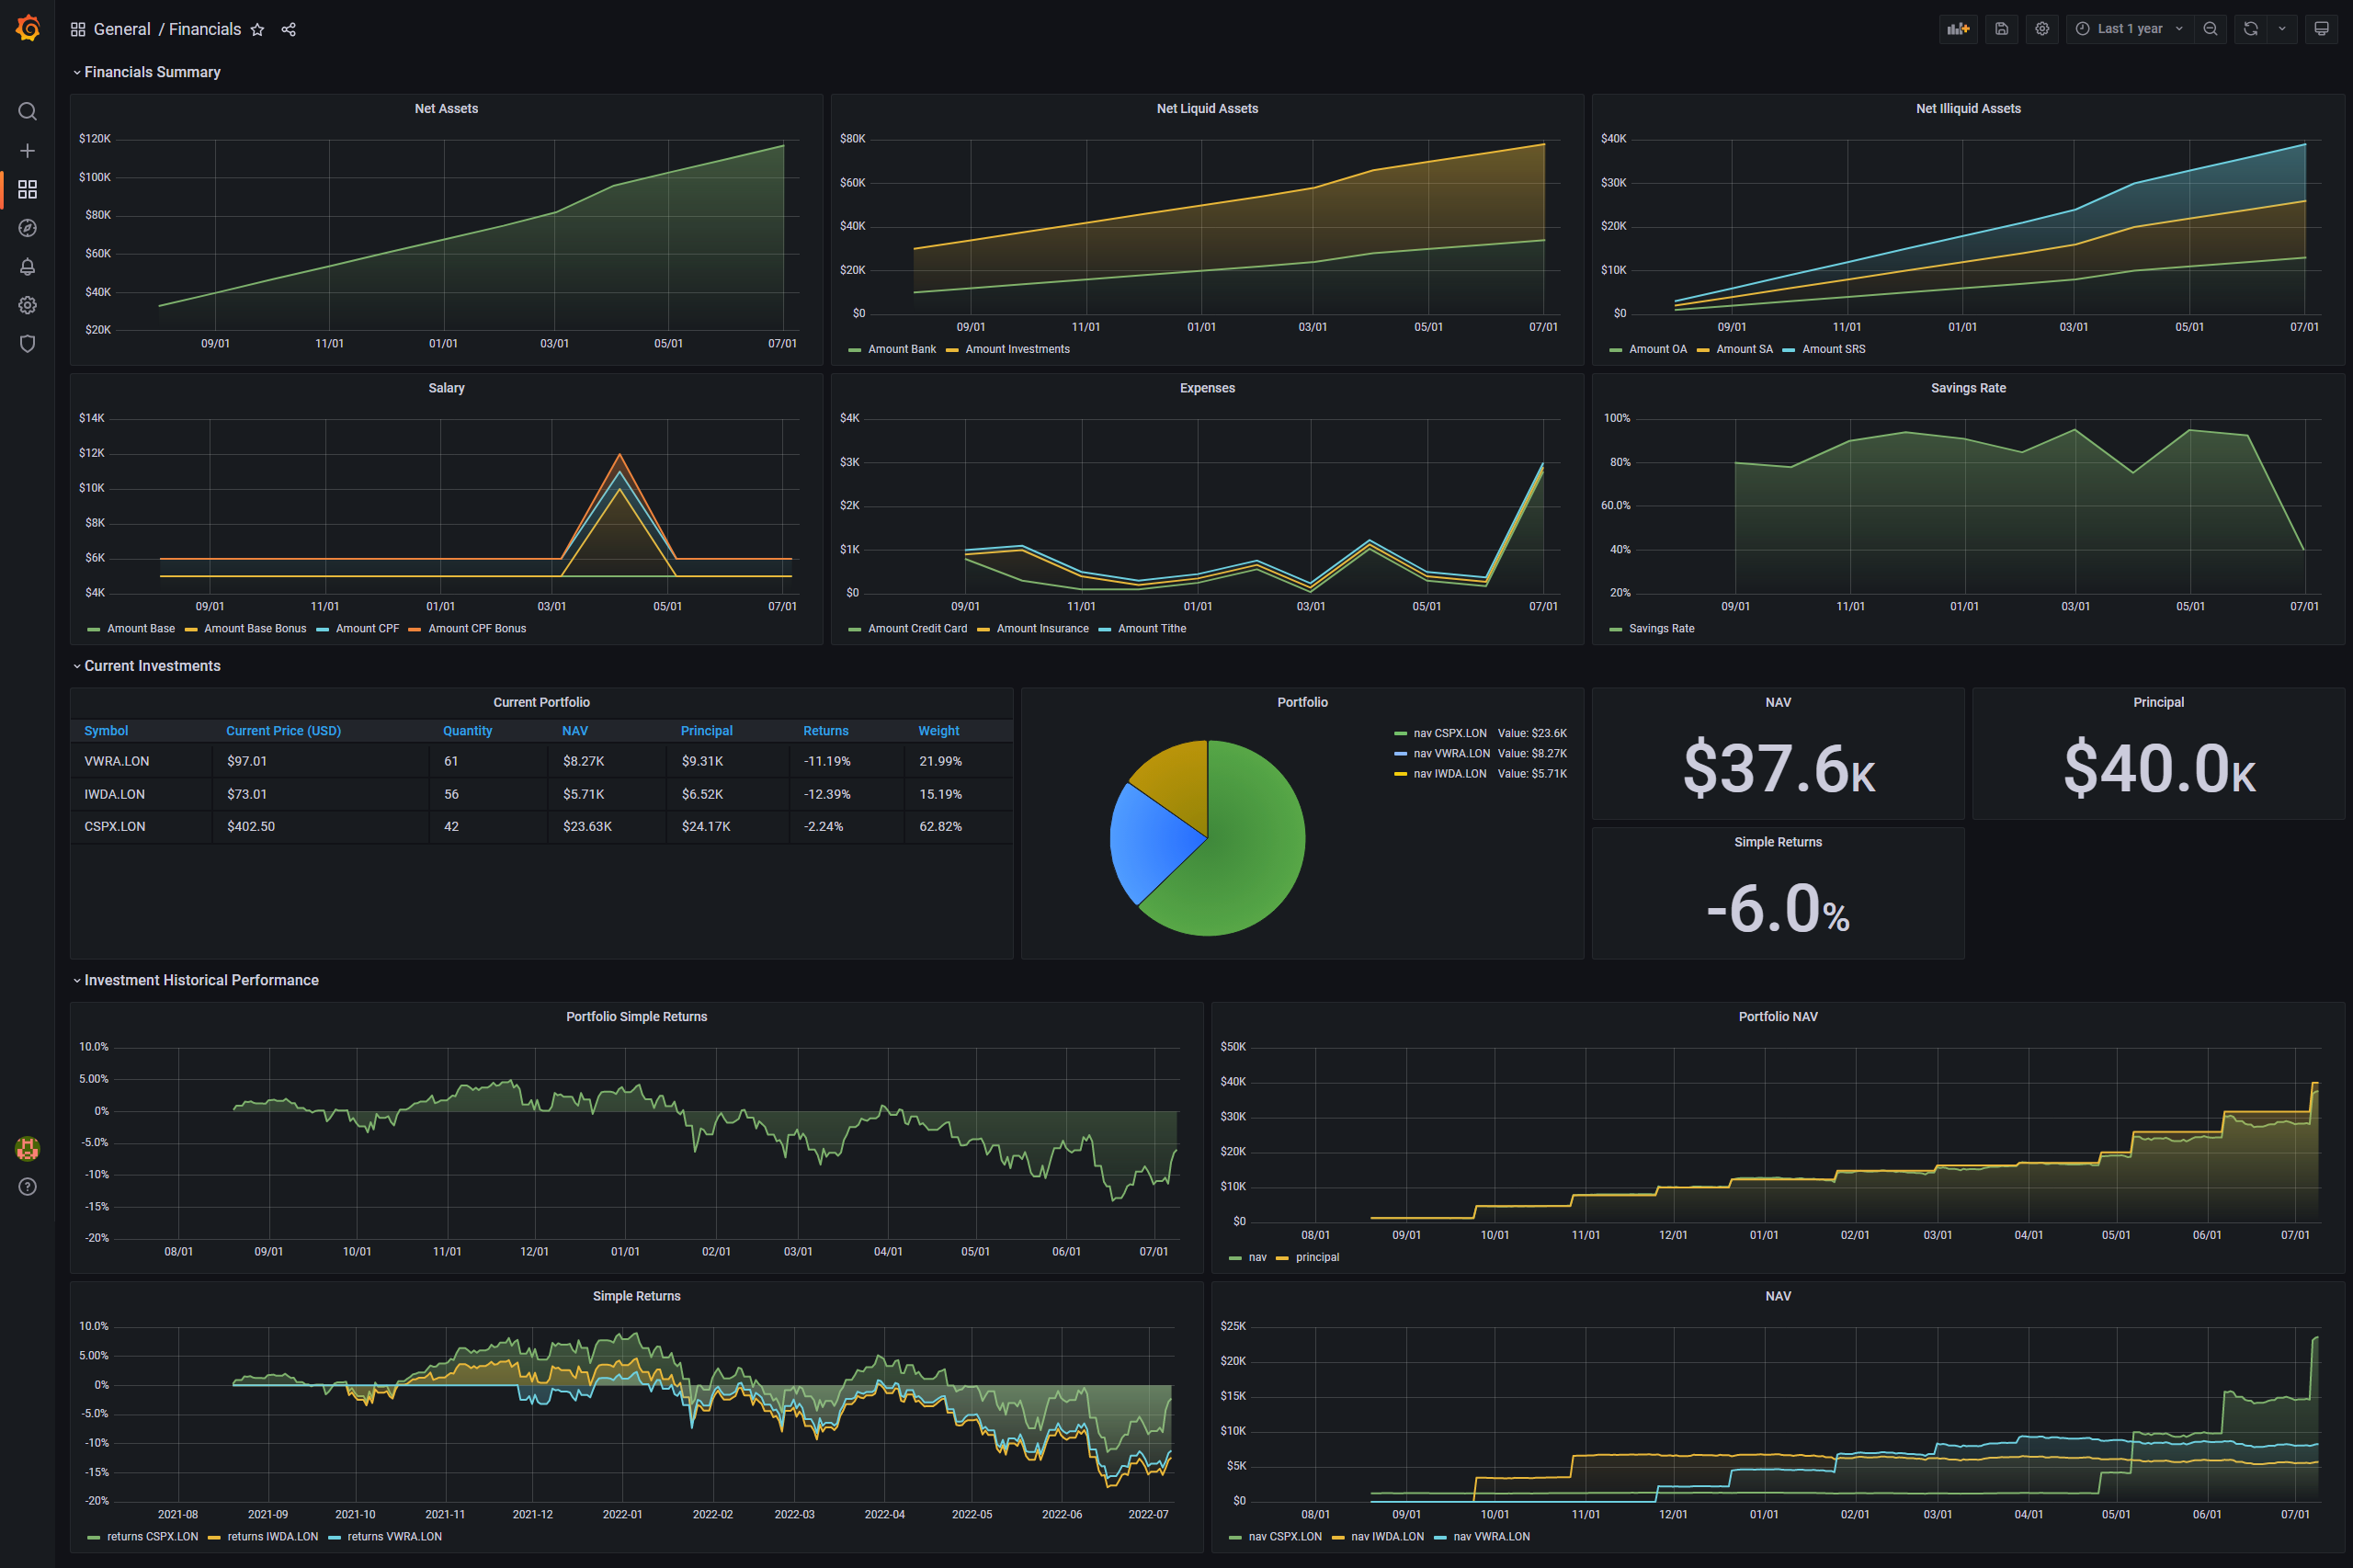 General / Financials
Last 1 year
Financials Summary
Net Assets
$120K
$100K
$80K
$60K
$40K
$20K
09/01 11/01 01/01 03/01 05/01 07/01
Net Liquid Assets
$80K
$60K
$40K
$20K
$0
09/01 11/01 01/01 03/01 05/01 07/01
Amount Bank Amount Investments
Net Illiquid Assets
$40K
$30K
$20K
$10K
$0
09/01 11/01 01/01 03/01 05/01 07/01
Amount OA Amount SA Amount SRS
Salary
$14K
$12K
$10K
$8K
$6K
$4K
09/01 11/01 01/01 03/01 05/01 07/01
Amount Base Amount Base Bonus Amount CPF Amount CPF Bonus
Expenses
$4K
$3K
$2K
$1K
$0
09/01 11/01 01/01 03/01 05/01 07/01
Amount Credit Card Amount Insurance Amount Tithe
Savings Rate
100%
80%
60.0%
40%
20%
09/01 11/01 01/01 03/01 05/01 07/01
Savings Rate
Current Investments
Current Portfolio
Symbol Current Price (USD) Quantity NAV Principal Returns Weight
VWRA.LON $97.01 61 $8.27K $9.31K -11.19% 21.99%
IWDA.LON $73.01 56 $5.71K $6.52K -12.39% 15.19%
CSPX.LON $402.50 42 $23.63K $24.17K -2.24% 62.82%
Portfolio
nav CSPX.LON Value: $23.6K
nav VWRA.LON Value: $8.27K
nav IWDA.LON Value: $5.71K
NAV
$37.6K
Principal
$40.0K
Simple Returns
-6.0%
Investment Historical Performance
Portfolio Simple Returns
10.0%
5.00%
0%
-5.0%
-10%
-15%
-20%
08/01 09/01 10/01 11/01 12/01 01/01 02/01 03/01 04/01 05/01 06/01 07/01
Portfolio NAV
$50K
$40K
$30K
$20K
$10K
$0
08/01 09/01 10/01 11/01 12/01 01/01 02/01 03/01 04/01 05/01 06/01 07/01
nav principal
Simple Returns
10.0%
5.00%
0%
-5.0%
-10%
-15%
-20%
2021-08 2021-09 2021-10 2021-11 2021-12 2022-01 2022-02 2022-03 2022-04 2022-05 2022-06 2022-07
returns CSPX.LON returns IWDA.LON returns VWRA.LON
NAV
$25K
$20K
$15K
$10K
$5K
$0
08/01 09/01 10/01 11/01 12/01 01/01 02/01 03/01 04/01 05/01 06/01 07/01
nav CSPX.LON nav IWDA.LON nav VWRA.LON